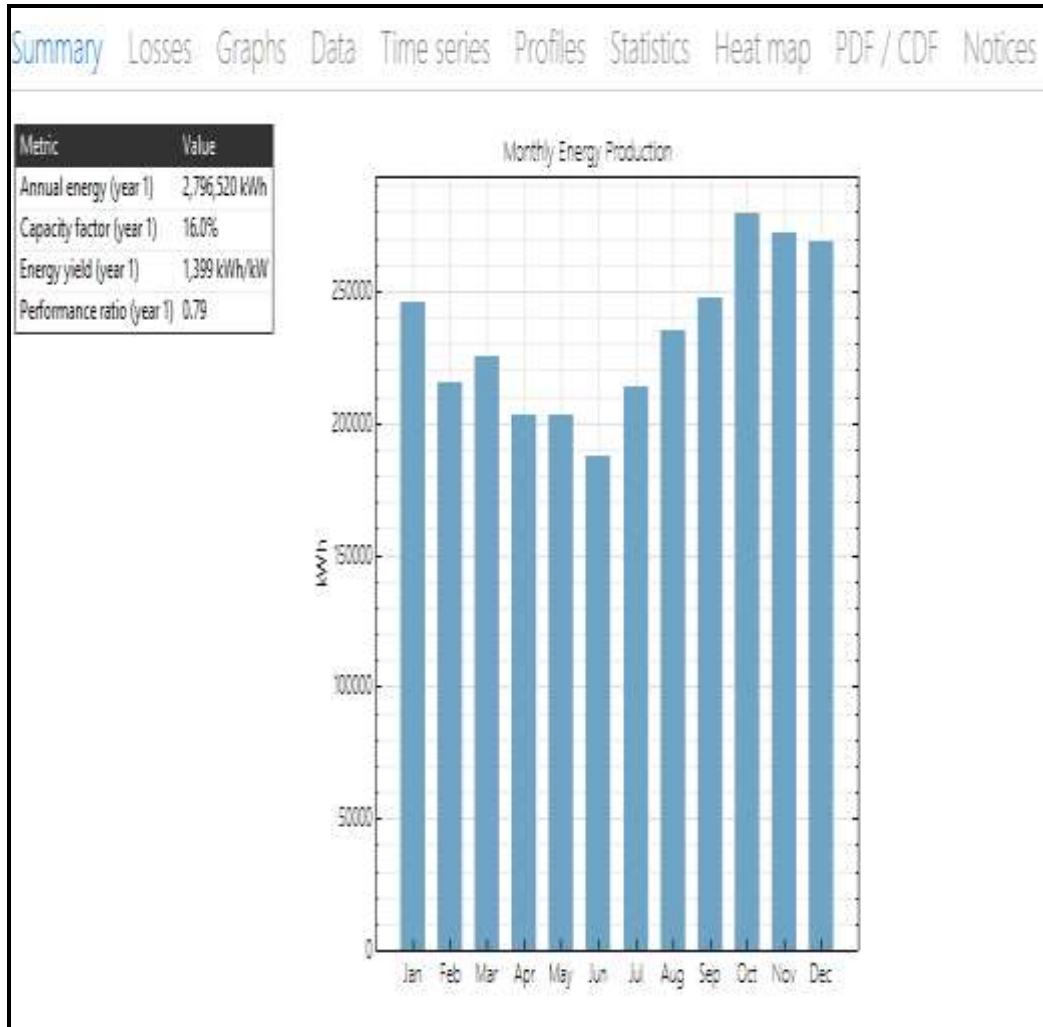 Summary Losses Graphs Data Time series Profiles Statistics Heat map PDF / CDF Notices
Metric Value
Annual energy (year 1) 2,796,520 kWh
Capacity factor (year 1) 16.0%
Energy yield (year 1) 1,399 kWh/kW
Performance ratio (year 1) 0.79
Monthly Energy Production
kWh
250000
200000
150000
100000
50000
0
Jan Feb Mar Apr May Jun Jul Aug Sep Oct Nov Dec